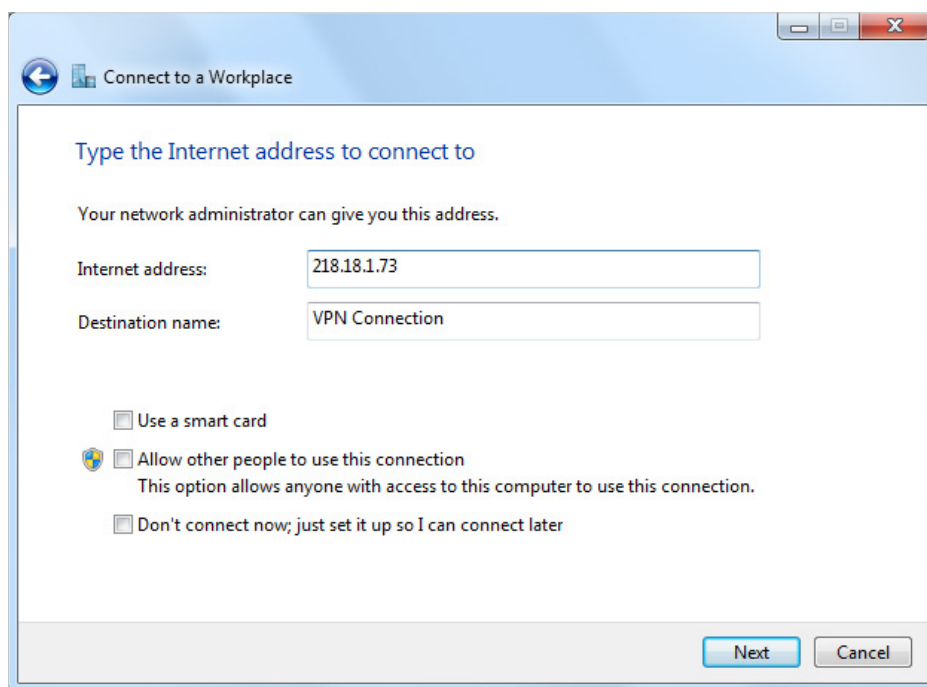 Connect to a Workplace
Type the Internet address to connect to
Your network administrator can give you this address.
Internet address: 218.18.1.73
Destination name: VPN Connection
Use a smart card
Allow other people to use this connection
This option allows anyone with access to this computer to use this connection.
Don't connect now; just set it up so I can connect later
Next Cancel